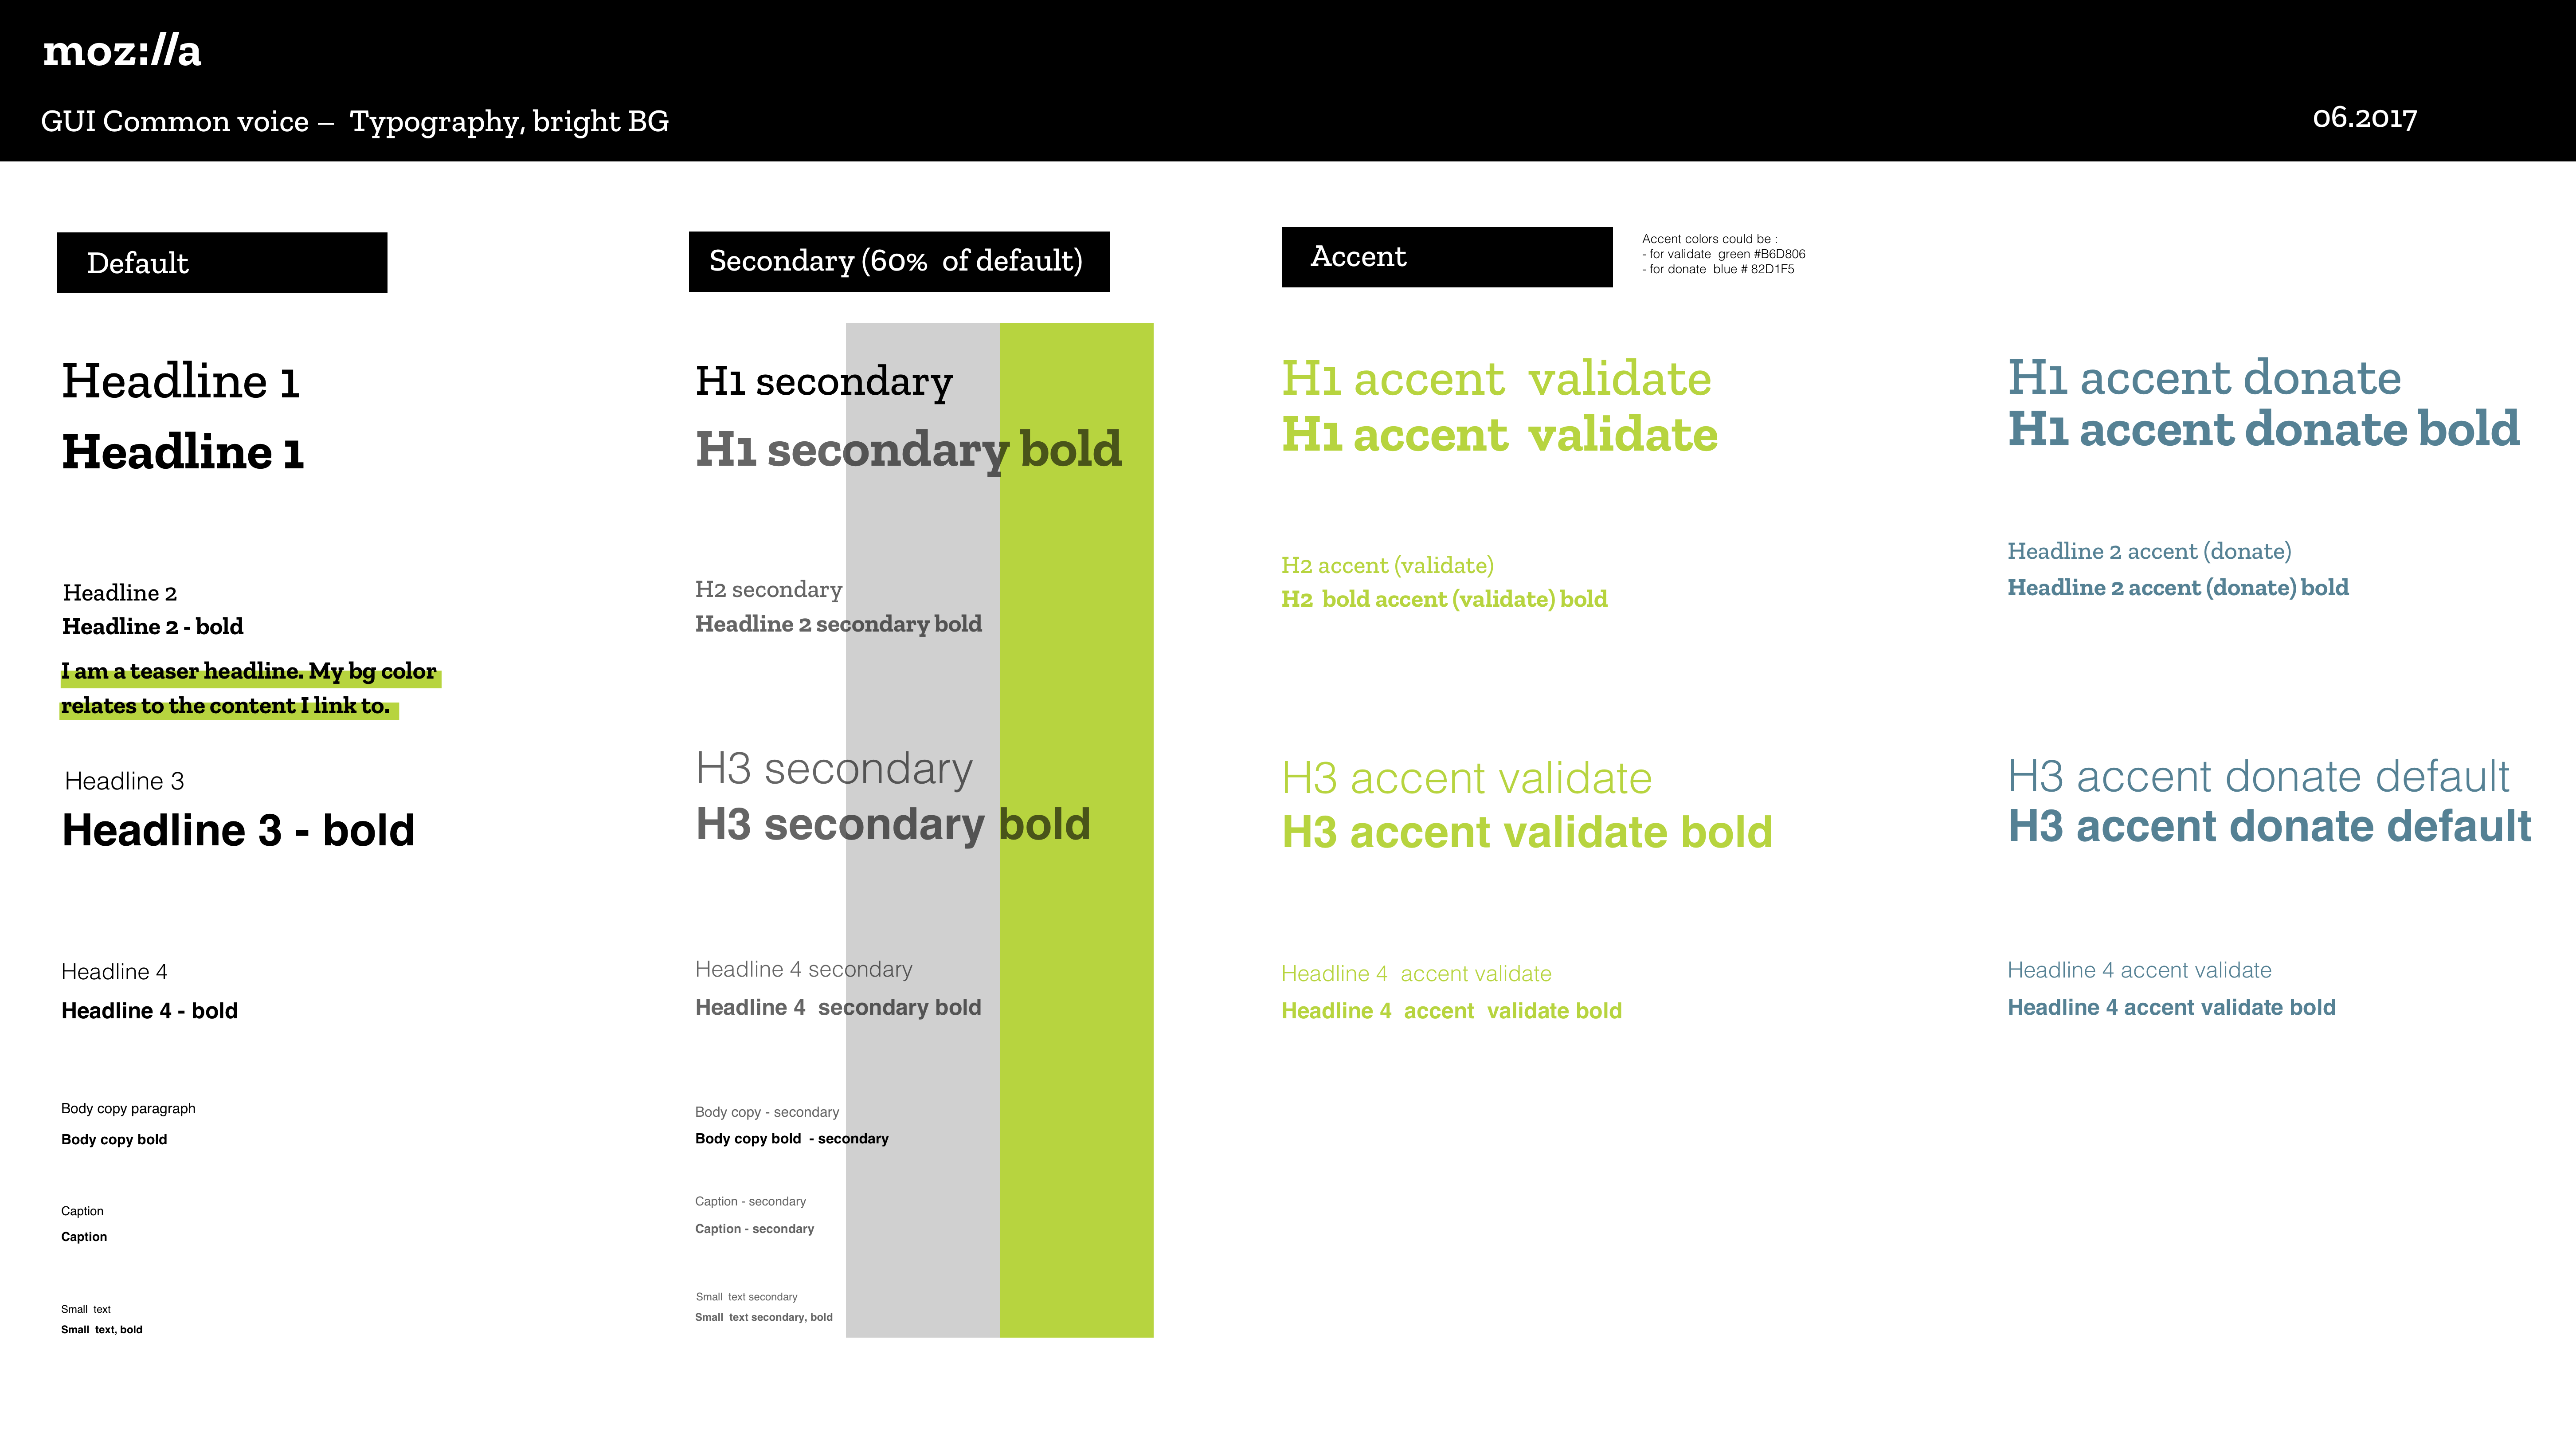 moz://a
GUI Common voice – Typography, bright BG
06.2017
Default
Headline 1
Headline 1
Headline 2
Headline 2 - bold
I am a teaser headline. My bg color
relates to the content I link to.
Headline 3
Headline 3 - bold
Headline 4
Headline 4 - bold
Body copy paragraph
Body copy bold
Caption
Caption
Small text
Small text, bold
Secondary (60% of default)
H1 secondary
H1 secondary bold
H2 secondary
Headline 2 secondary bold
H3 secondary
H3 secondary bold
Headline 4 secondary
Headline 4 secondary bold
Body copy - secondary
Body copy bold - secondary
Caption - secondary
Caption - secondary
Small text secondary
Small text secondary, bold
Accent
Accent colors could be :
- for validate green #B6D806
- for donate blue # 82D1F5
H1 accent validate
H1 accent validate
H2 accent (validate)
H2 bold accent (validate) bold
H3 accent validate
H3 accent validate bold
Headline 4 accent validate
Headline 4 accent validate bold
H1 accent donate
H1 accent donate bold
Headline 2 accent (donate)
Headline 2 accent (donate) bold
H3 accent donate default
H3 accent donate default
Headline 4 accent validate
Headline 4 accent validate bold